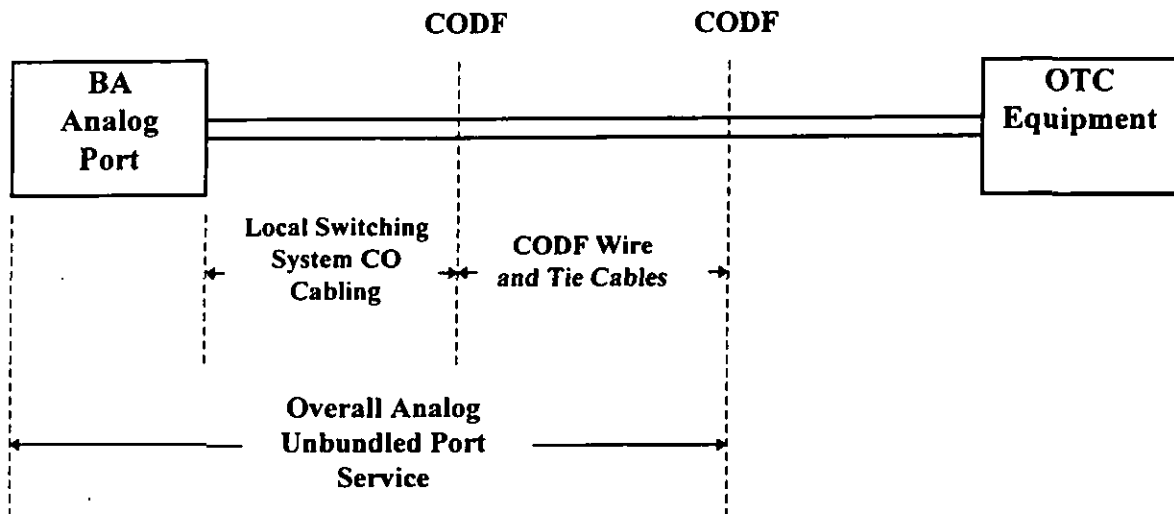 CODF
CODF
BA
Analog
Port
OTC
Equipment
Local Switching
System CO
Cabling
CODF Wire
and Tie Cables
Overall Analog
Unbundled Port
Service